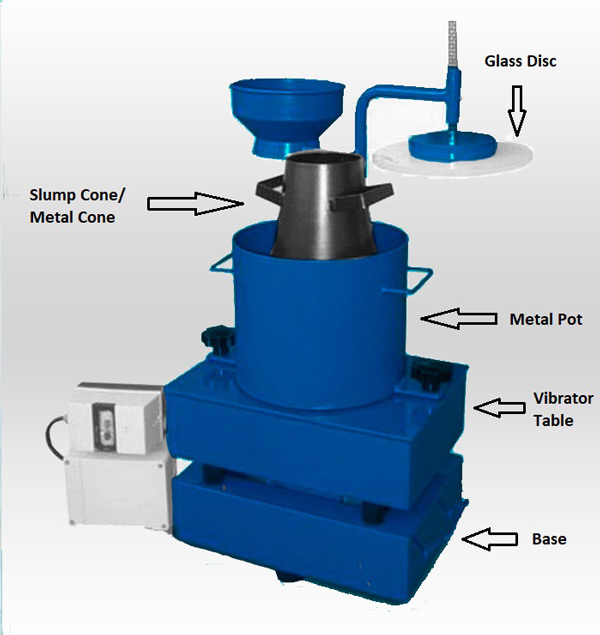 Glass Disc
Slump Cone/
Metal Cone
Metal Pot
Vibrator
Table
Base